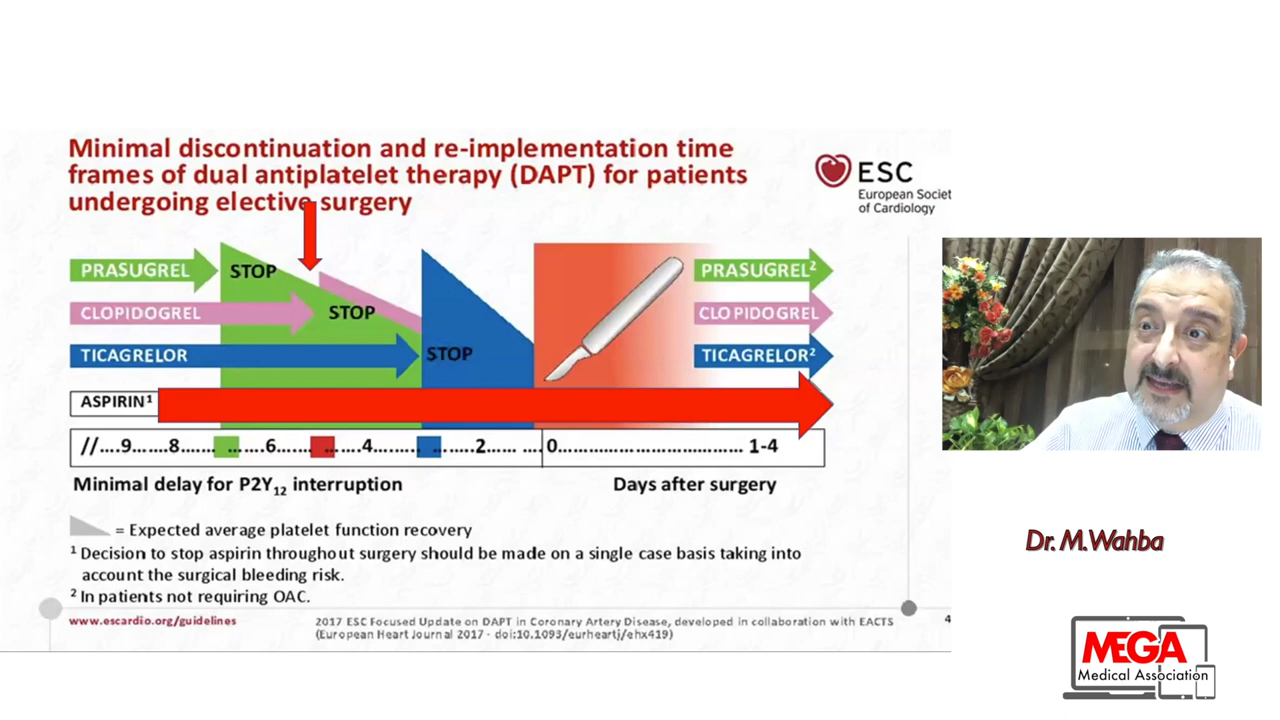 Minimal discontinuation and re-implementation time
frames of dual antiplatelet therapy (DAPT) for patients
undergoing elective surgery
ESC
European Societ
of Cardiology
PRASUGREL
STOP
PRASUGREL²
CLOPIDOGREL
STOP
CLOPIDOGREL
TICAGRELOR
STOP
TICAGRELOR²
ASPIRIN¹
//....9......8....... ......6...... ......4........ .......2...... ....0....................................... 1-4
Minimal delay for P2Y₁₂ interruption
Days after surgery
= Expected average platelet function recovery
¹ Decision to stop aspirin throughout surgery should be made on a single case basis taking into
account the surgical bleeding risk.
² In patients not requiring OAC.
www.escardio.org/guidelines
2017 ESC Focused Update on DAPT in Coronary Artery Disease, developed in collaboration with EACTS
(European Heart Journal 2017 - doi:10.1093/eurheartj/ehx419)
4
Dr. M.Wahba
MEGA
Medical Association